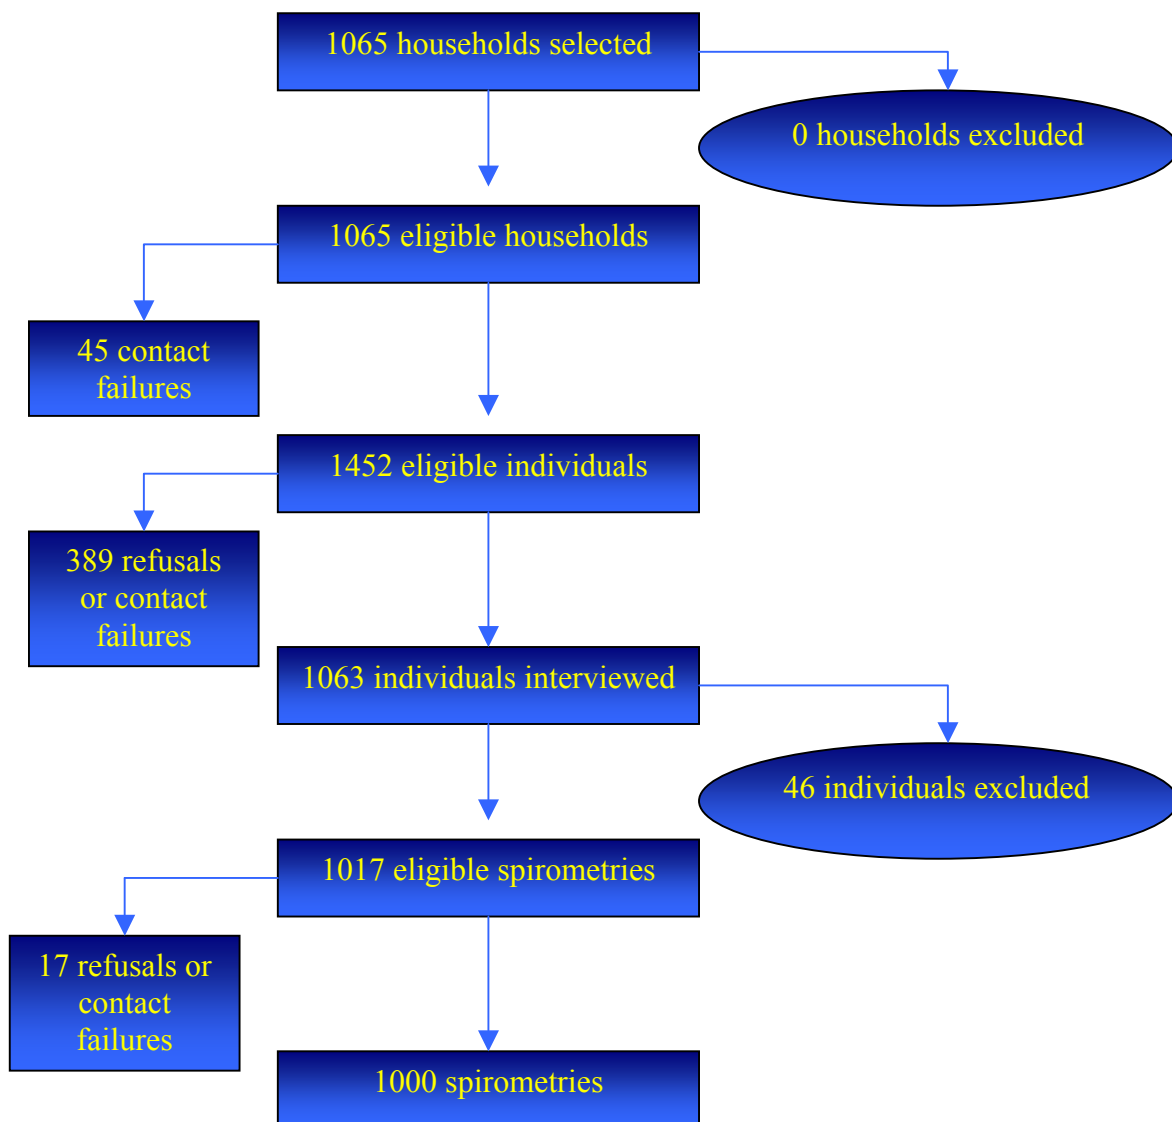 1065 households selected
0 households excluded
1065 eligible households
45 contact
failures
1452 eligible individuals
389 refusals
or contact
failures
1063 individuals interviewed
46 individuals excluded
1017 eligible spirometries
17 refusals or
contact
failures
1000 spirometries